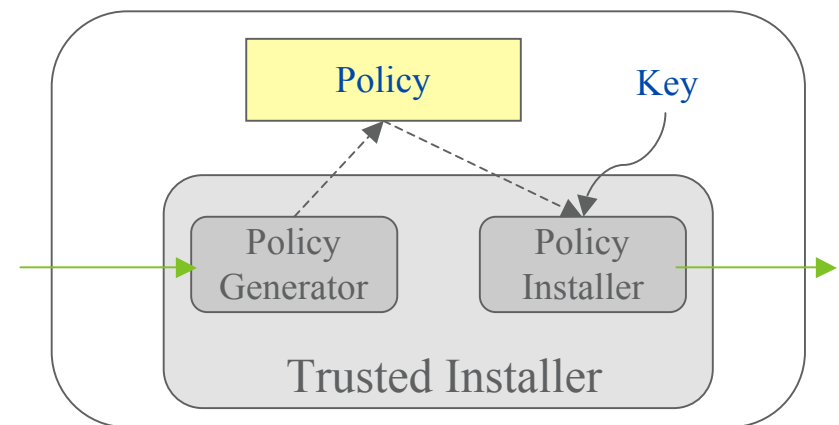 Policy
Key
Policy
Generator
Policy
Installer
Trusted Installer